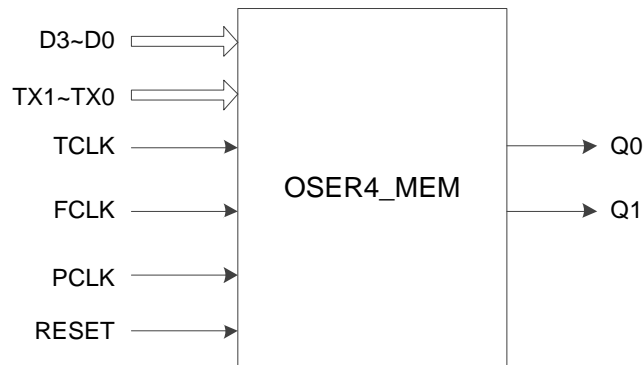 D3~D0
TX1~TX0
TCLK
FCLK
PCLK
RESET
OSER4_MEM
Q0
Q1